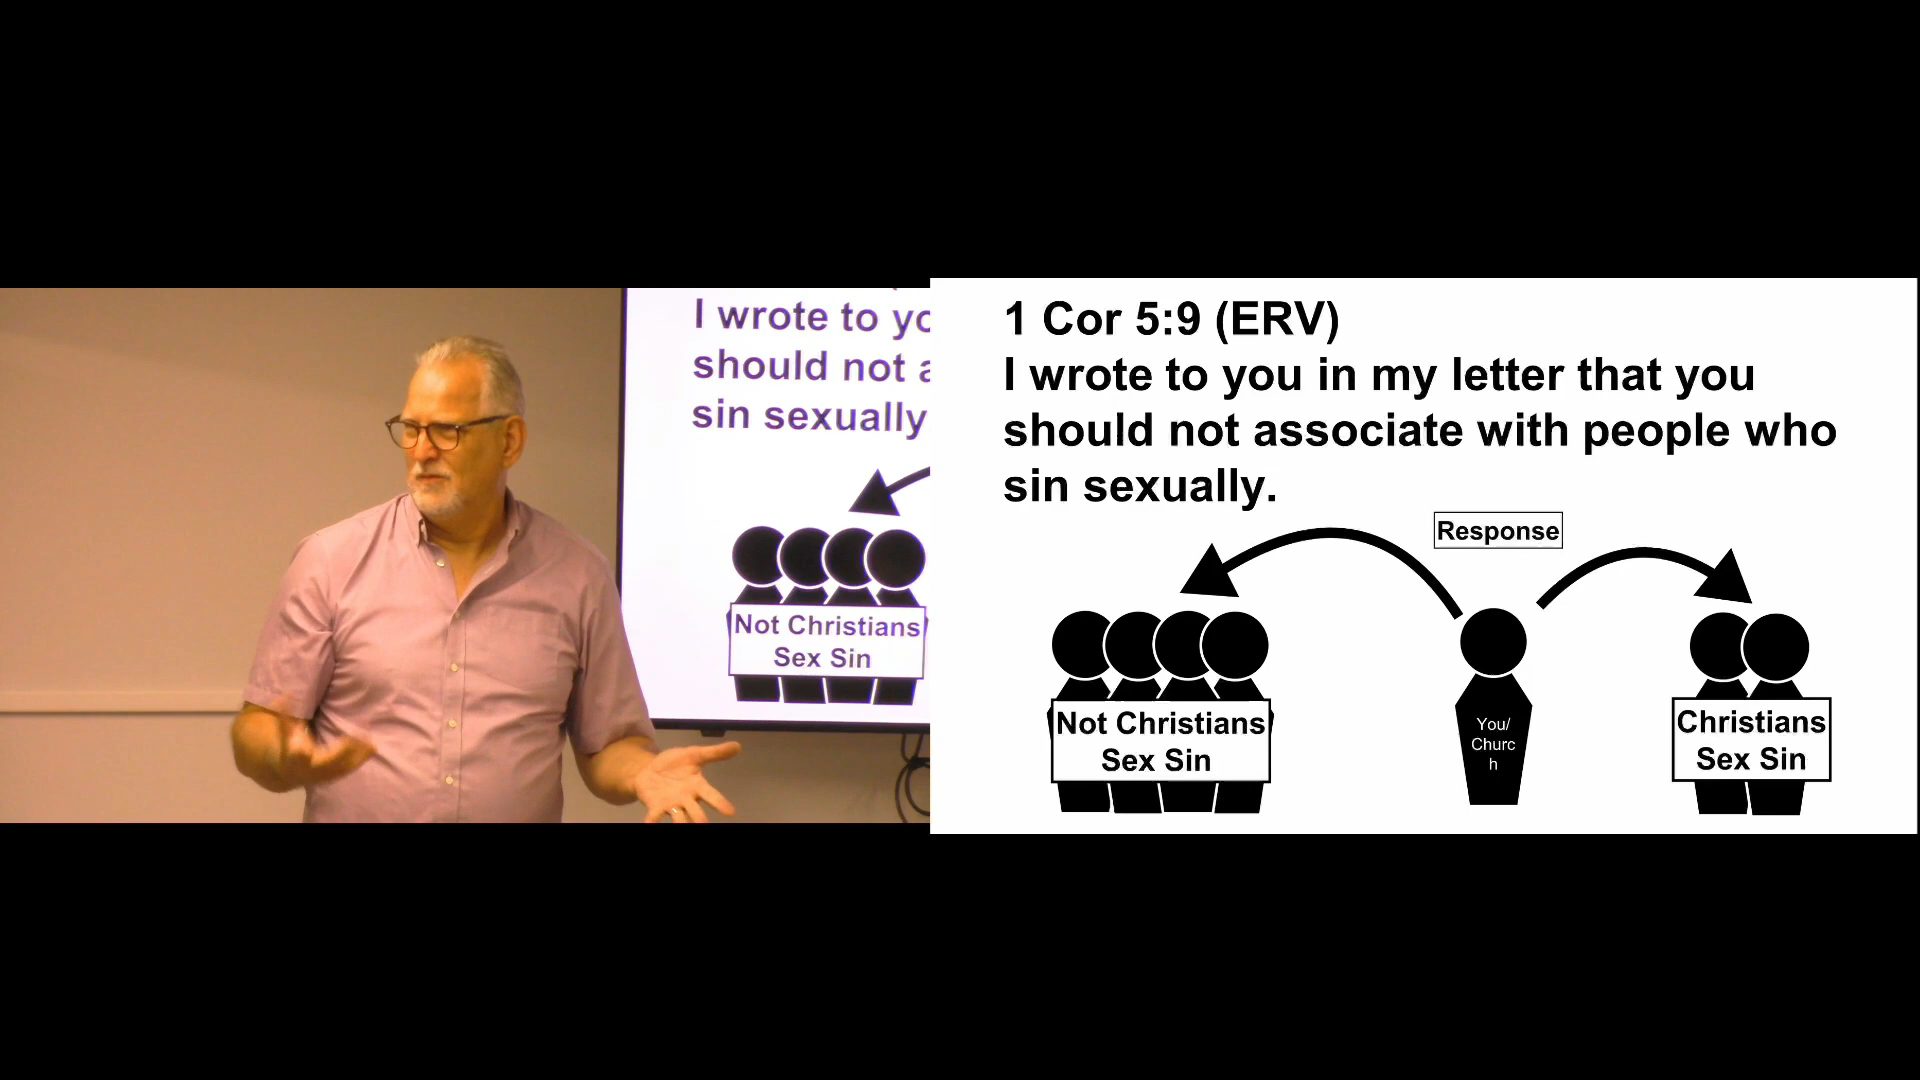 I wrote to yo
should not a
sin sexually
Not Christians
Sex Sin
1 Cor 5:9 (ERV)
I wrote to you in my letter that you
should not associate with people who
sin sexually.
Response
Not Christians
Sex Sin
You/
Churc
h
Christians
Sex Sin